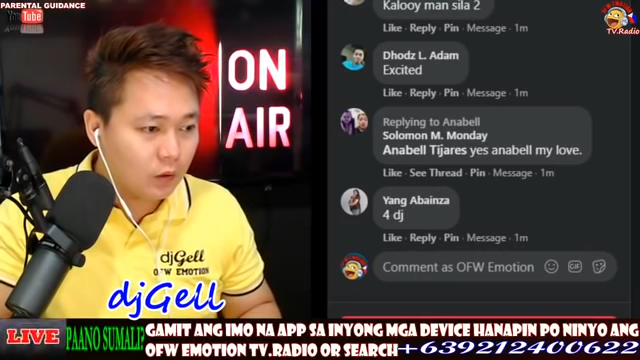 PARENTAL GUIDANCE
YouTube
ON
AIR
djGell
OFW EMOTION
djGell
TV.Radio
Kalooy man sila 2
Like · Reply · Pin · Message · 1m
Dhodz L. Adam
Excited
Like · Reply · Pin · Message · 1m
Replying to Anabell
Solomon M. Monday
Anabell Tijares yes anabell my love.
Like · See Thread · Pin · Message · 1m
Yang Abainza
4 dj
Like · Reply · Pin · Message · 1m
Comment as OFW Emotion
GIF
LIVE PAANO SUMALI? GAMIT ANG IMO NA APP SA INYONG MGA DEVICE HANAPIN PO NINYO ANG
OFW EMOTION TV.RADIO OR SEARCH +639212400622